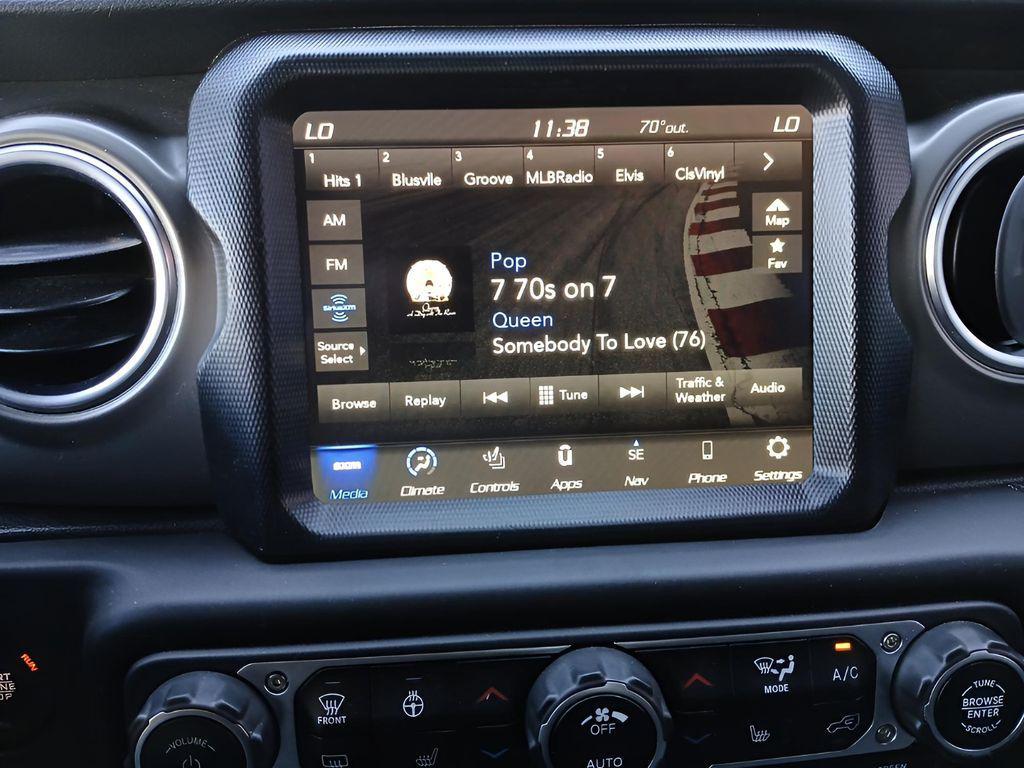 LO 11:38 70°out. LO
1 2 3 4 5 6
Hits 1 Blusvlle Groove MLBRadio Elvis ClsVinyl
AM
Map
FM
Fav
Pop
7 70s on 7
SiriusXM
Queen
Source
Select
Somebody To Love (76)
Browse Replay Tune Traffic &
Weather
Audio
Media Climate Controls Apps SE
Nav Phone Settings
RUN
FRONT
MODE
A/C
VOLUME
OFF
AUTO
TUNE
BROWSE
ENTER
SCROLL